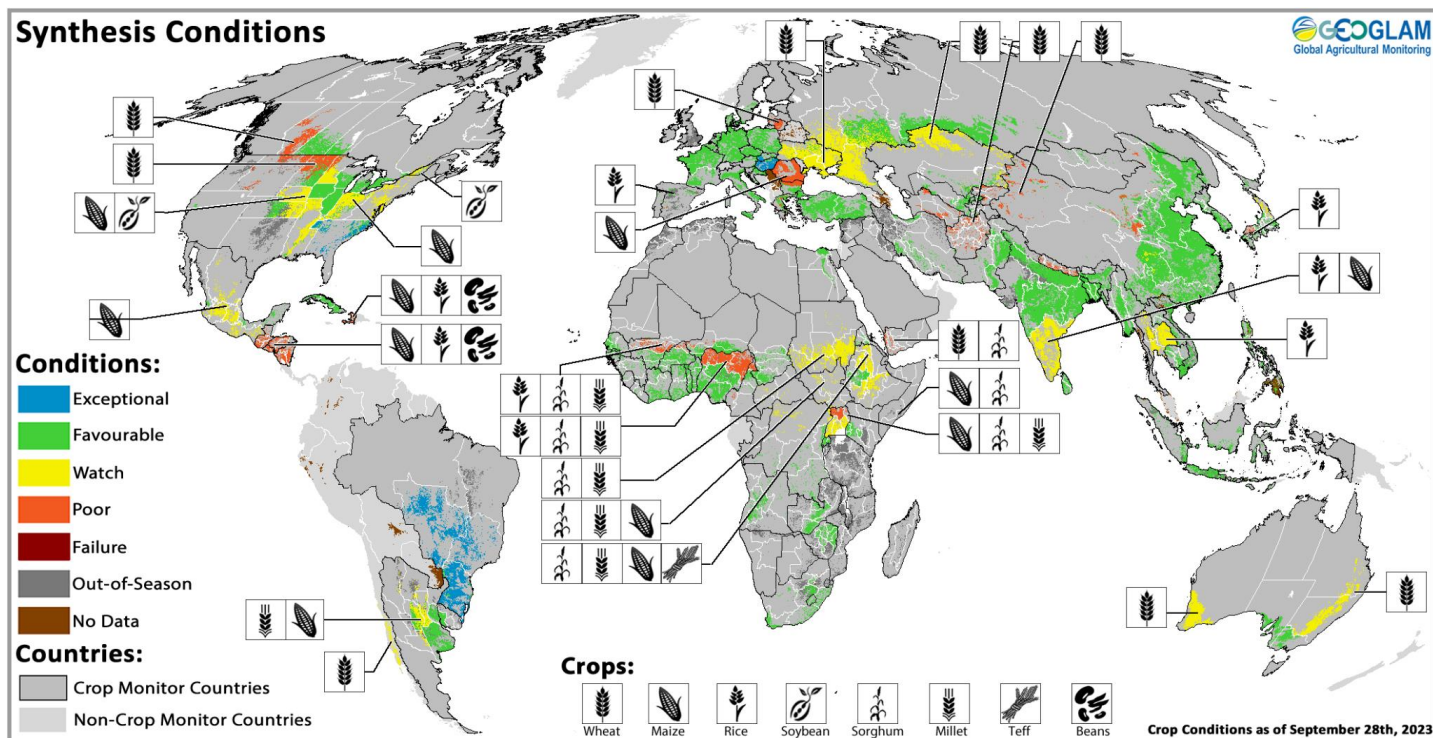 Synthesis Conditions
GEOGLAM
Global Agricultural Monitoring
Conditions:
Exceptional
Favourable
Watch
Poor
Failure
Out-of-Season
No Data
Countries:
Crop Monitor Countries
Non-Crop Monitor Countries
Crops:
Wheat Maize Rice Soybean Sorghum Millet Teff Beans
Crop Conditions as of September 28th, 2023